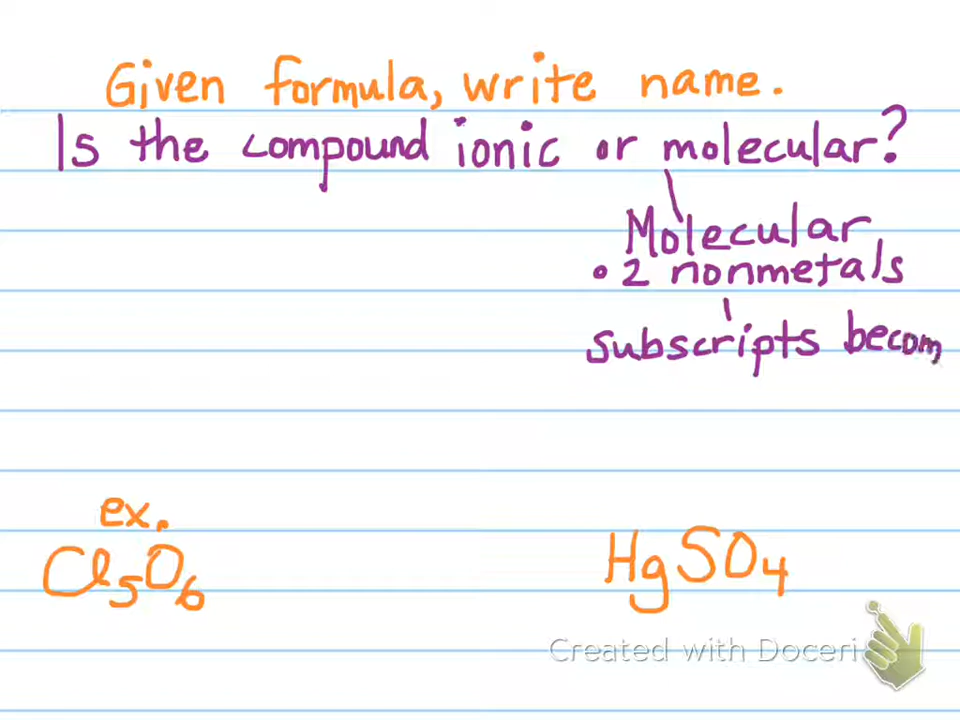 Given formula, write name.
Is the compound ionic or molecular?
Molecular
• 2 nonmetals
subscripts becom
ex.
Cl₅O₆
HgSO₄
Created with Doceri